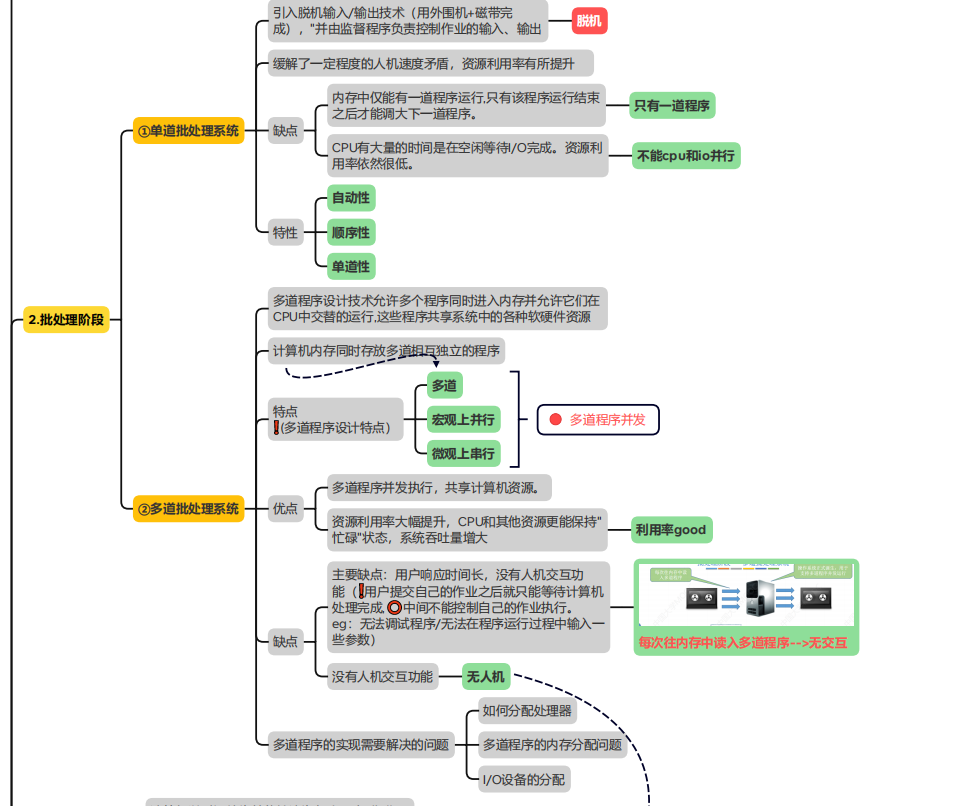 引入脱机输入/输出技术（用外围机+磁带完
成）,"并由监督程序负责控制作业的输入、输出
脱机
缓解了一定程度的人机速度矛盾，资源利用率有所提升
①单道批处理系统
缺点
内存中仅能有一道程序运行,只有该程序运行结束
之后才能调大下一道程序。
只有一道程序
CPU有大量的时间是在空闲等待I/O完成。资源利
用率依然很低。
不能cpu和io并行
特性
自动性
顺序性
单道性
2.批处理阶段
多道程序设计技术允许多个程序同时进入内存并允许它们在
CPU中交替的运行,这些程序共享系统中的各种软硬件资源
计算机内存同时存放多道相互独立的程序
特点
❗(多道程序设计特点）
多道
宏观上并行
微观上串行
多道程序并发
②多道批处理系统
优点
多道程序并发执行，共享计算机资源。
资源利用率大幅提升，CPU和其他资源更能保持"
忙碌"状态，系统吞吐量增大
利用率good
缺点
主要缺点：用户响应时间长，没有人机交互功
能（❗用户提交自己的作业之后就只能等待计算机
处理完成,⭕中间不能控制自己的作业执行。
eg：无法调试程序/无法在程序运行过程中输入一
些参数）
每次往内存中读入多道程序-->无交互
没有人机交互功能
无人机
多道程序的实现需要解决的问题
如何分配处理器
多道程序的内存分配问题
I/O设备的分配